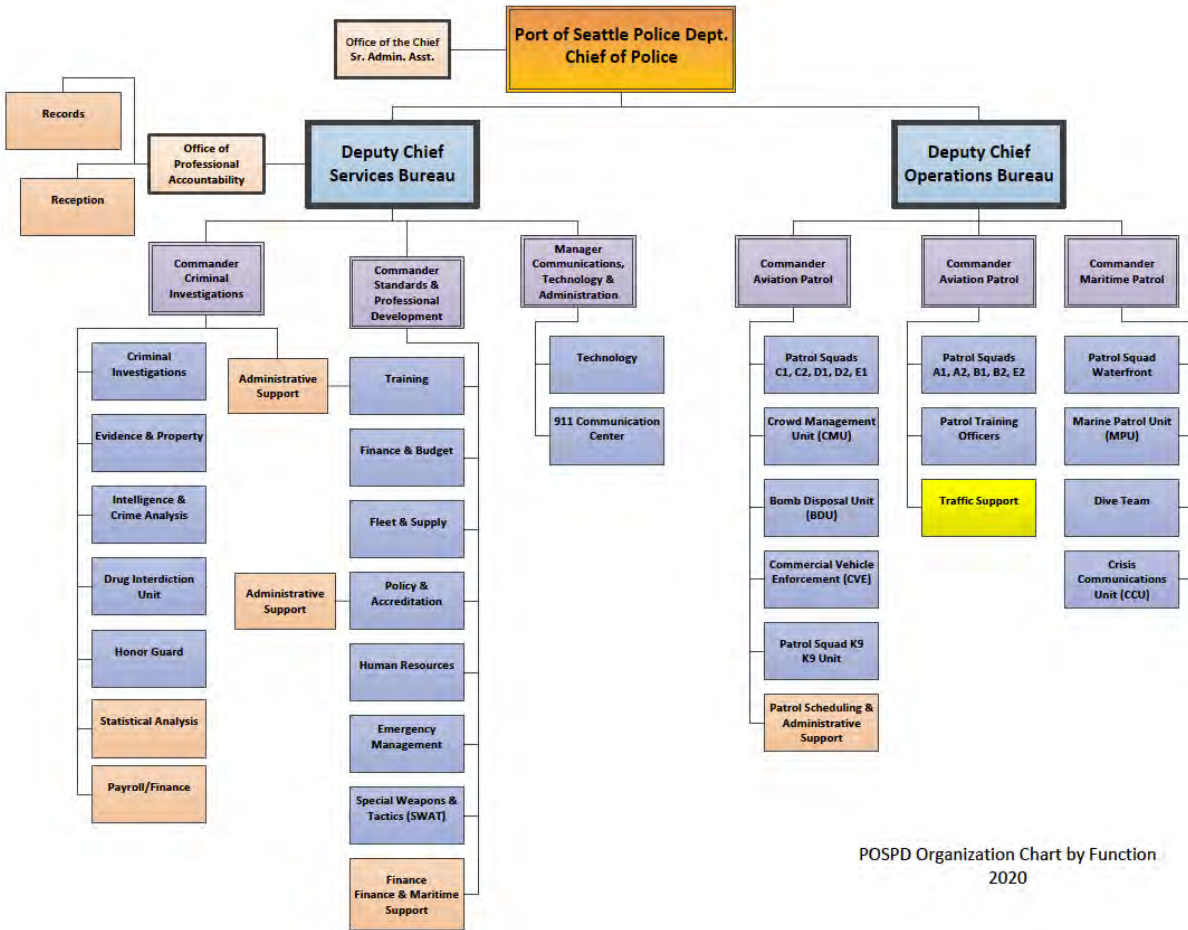 Port of Seattle Police Dept.
Chief of Police
Office of the Chief
Sr. Admin. Asst.
Records
Reception
Office of
Professional
Accountability
Deputy Chief
Services Bureau
Deputy Chief
Operations Bureau
Commander
Criminal
Investigations
Commander
Standards &
Professional
Development
Manager
Communications,
Technology &
Administration
Commander
Aviation Patrol
Commander
Aviation Patrol
Commander
Maritime Patrol
Criminal
Investigations
Evidence & Property
Intelligence &
Crime Analysis
Drug Interdiction
Unit
Honor Guard
Statistical Analysis
Payroll/Finance
Administrative
Support
Administrative
Support
Training
Finance & Budget
Fleet & Supply
Policy &
Accreditation
Human Resources
Emergency
Management
Special Weapons &
Tactics (SWAT)
Finance
Finance & Maritime
Support
Technology
911 Communication
Center
Patrol Squads
C1, C2, D1, D2, E1
Crowd Management
Unit (CMU)
Bomb Disposal Unit
(BDU)
Commercial Vehicle
Enforcement (CVE)
Patrol Squad K9
K9 Unit
Patrol Scheduling &
Administrative
Support
Patrol Squads
A1, A2, B1, B2, E2
Patrol Training
Officers
Traffic Support
Patrol Squad
Waterfront
Marine Patrol Unit
(MPU)
Dive Team
Crisis
Communications
Unit (CCU)
POSPD Organization Chart by Function
2020